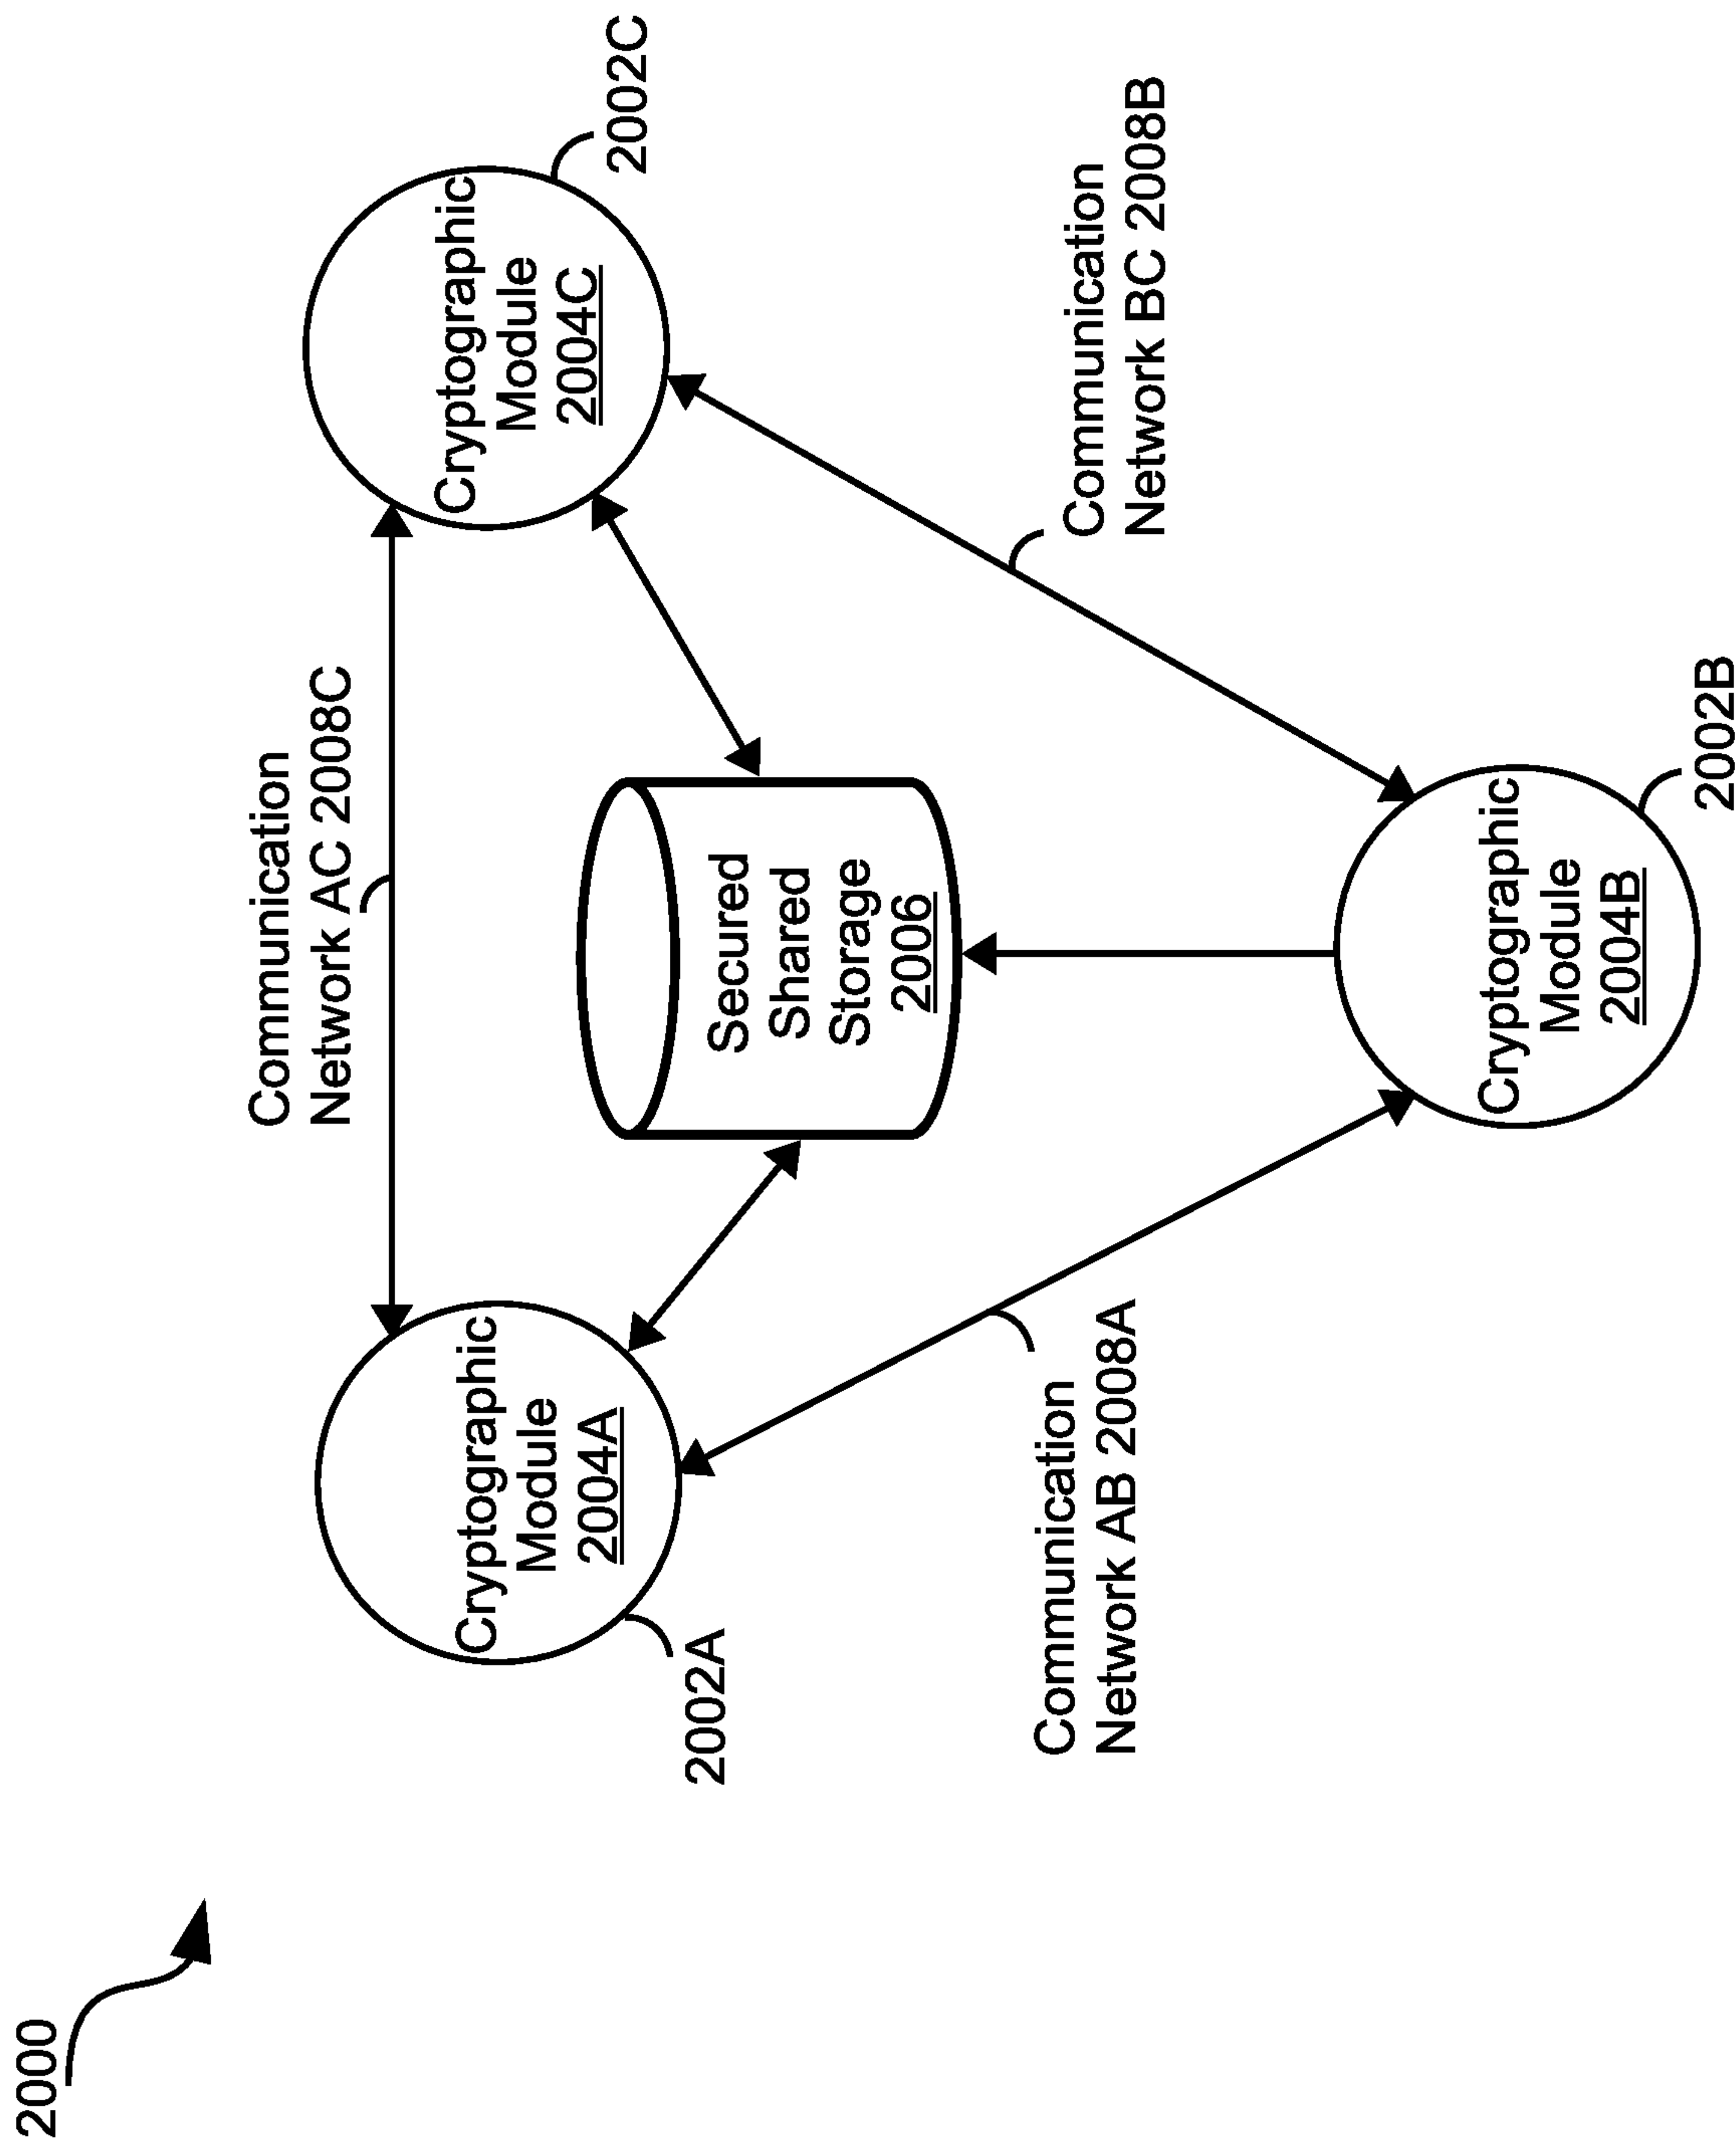 2000
Communication
Network AC 2008C
Cryptographic
Module
2004A
2002A
Secured
Shared
Storage
2006
Cryptographic
Module
2004C
2002C
Communication
Network AB 2008A
Communication
Network BC 2008B
Cryptographic
Module
2004B
2002B